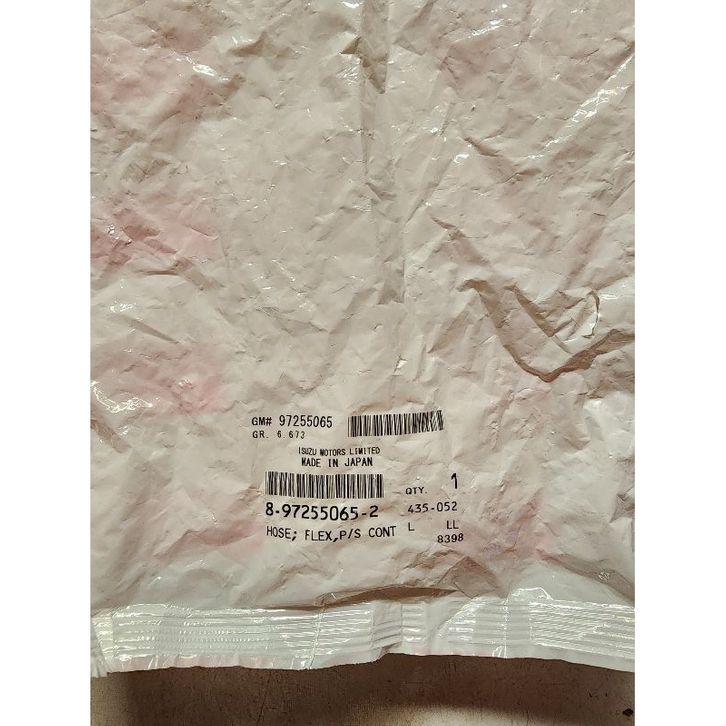 GM# 97255065
GR. 6.673
ISUZU MOTORS LIMITED
MADE IN JAPAN
8-97255065-2
QTY. 1
435-052
HOSE; FLEX,P/S CONT
L LL
8398